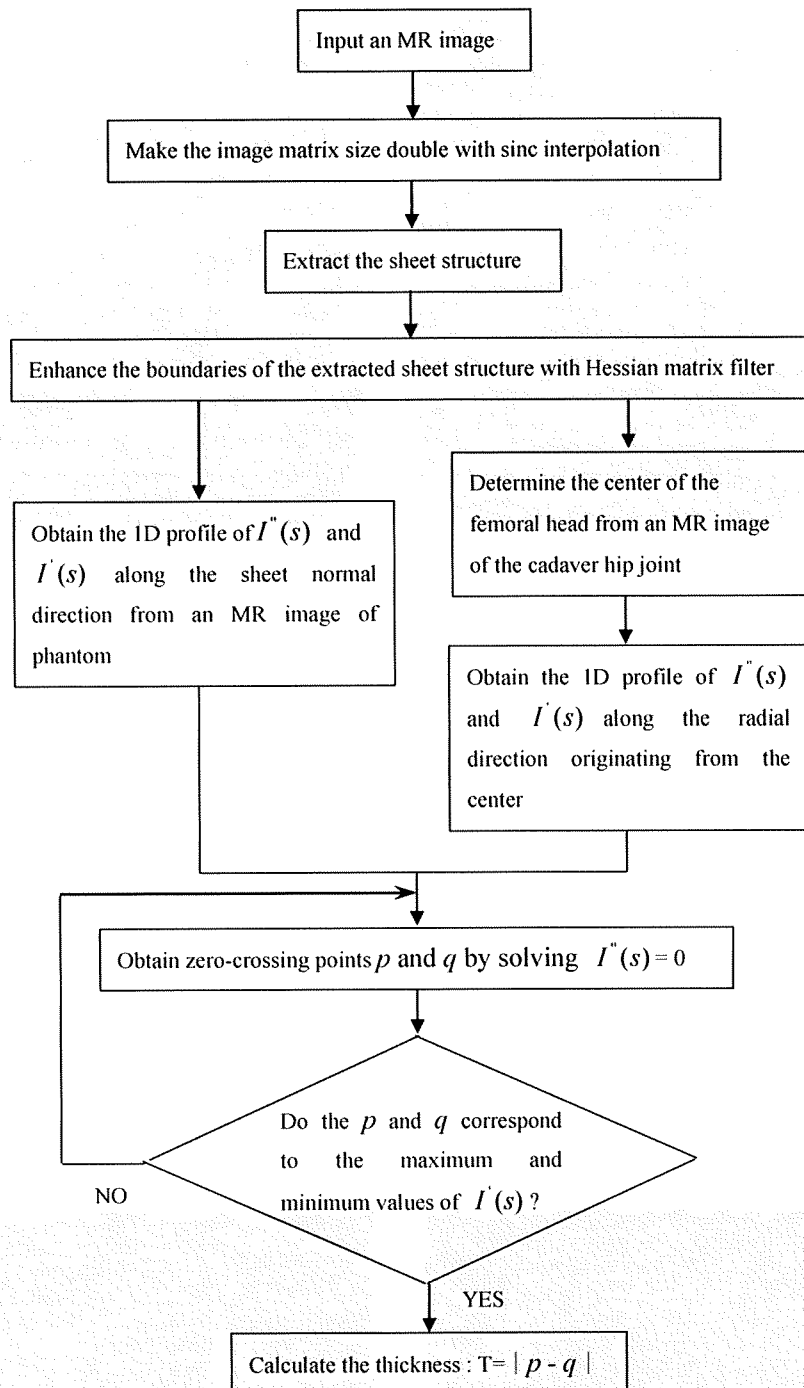 Input an MR image
Make the image matrix size double with sinc interpolation
Extract the sheet structure
Enhance the boundaries of the extracted sheet structure with Hessian matrix filter
Obtain the 1D profile of I"(s) and
I'(s) along the sheet normal
direction from an MR image of
phantom
Determine the center of the
femoral head from an MR image
of the cadaver hip joint
Obtain the 1D profile of I"(s)
and I'(s) along the radial
direction originating from the
center
Obtain zero-crossing points p and q by solving I"(s) = 0
Do the p and q correspond
to the maximum and
minimum values of I'(s) ?
NO
YES
Calculate the thickness : T= | p - q |